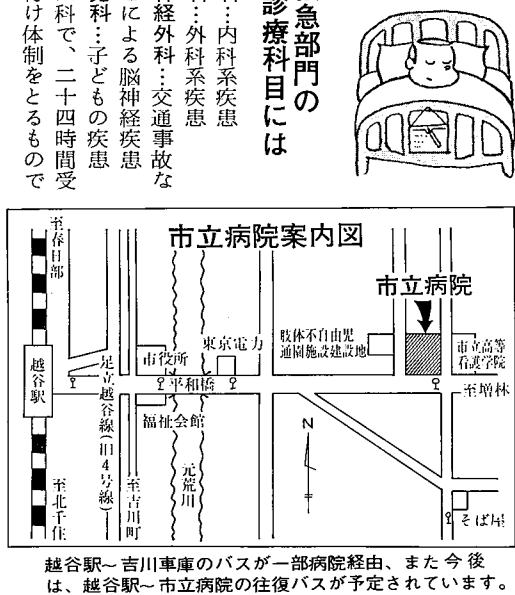 急部門の
診療科目には
科…内科系疾患
科…外科系疾患
経外科…交通事故な
による脳神経疾患
児科…子どもの疾患
科で、二十四時間受
け体制をとるもので
市立病院案内図
市立病院
至春日部
越谷駅
至北千住
足立越谷線(旧4号線)
市役所
平和橋
東京電力
福祉会館
至吉川町
元荒川
肢体不自由児
通園施設建設地
市立高等
看護学院
至増林
N
そば屋
越谷駅~吉川車庫のバスが一部病院経由、また今後
は、越谷駅~市立病院の往復バスが予定されています。